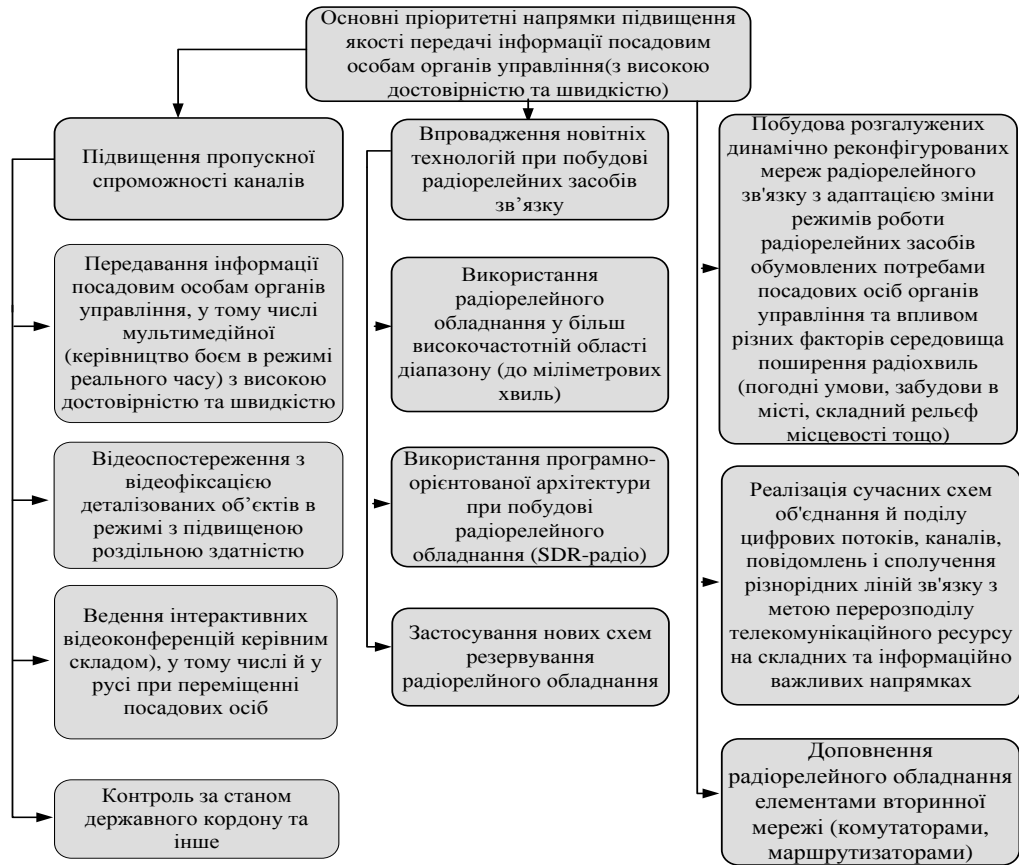 Основні пріоритетні напрямки підвищення
якості передачі інформації посадовим
особам органів управління(з високою
достовірністю та швидкістю)
Підвищення пропускної
спроможності каналів
Передавання інформації
посадовим особам органів
управління, у тому числі
мультимедійної
(керівництво боєм в режимі
реального часу) з високою
достовірністю та швидкістю
Відеоспостереження з
відеофіксацією
деталізованих об’єктів в
режимі з підвищеною
роздільною здатністю
Ведення інтерактивних
відеоконференцій керівним
складом), у тому числі й у
русі при переміщенні
посадових осіб
Контроль за станом
державного кордону та
інше
Впровадження новітніх
технологій при побудові
радіорелейних засобів
зв’язку
Використання
радіорелейного
обладнання у більш
високочастотній області
діапазону (до міліметрових
хвиль)
Використання програмно-
орієнтованої архітектури
при побудові
радіорелейного
обладнання (SDR-радіо)
Застосування нових схем
резервування
радіорелйного обладнання
Побудова розгалужених
динамічно реконфігурованих
мереж радіорелейного
зв'язку з адаптацією зміни
режимів роботи
радіорелейних засобів
обумовлених потребами
посадових осіб органів
управління та впливом
різних факторів середовища
поширення радіохвиль
(погодні умови, забудови в
місті, складний рельєф
місцевості тощо)
Реалізація сучасних схем
об'єднання й поділу
цифрових потоків, каналів,
повідомлень і сполучення
різнорідних ліній зв'язку з
метою перерозподілу
телекомунікаційного ресурсу
на складних та інформаційно
важливих напрямках
Доповнення
радіорелейного обладнання
елементами вторинної
мережі (комутаторами,
маршрутизаторами)